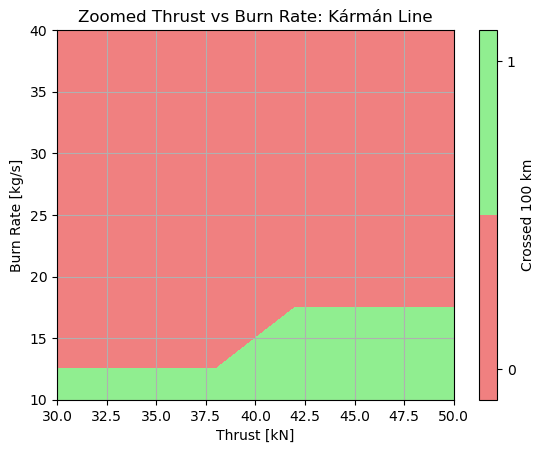 Zoomed Thrust vs Burn Rate: Kármán Line
40
35
30
25
20
15
10
Burn Rate [kg/s]
30.0 32.5 35.0 37.5 40.0 42.5 45.0 47.5 50.0
Thrust [kN]
1
0
Crossed 100 km